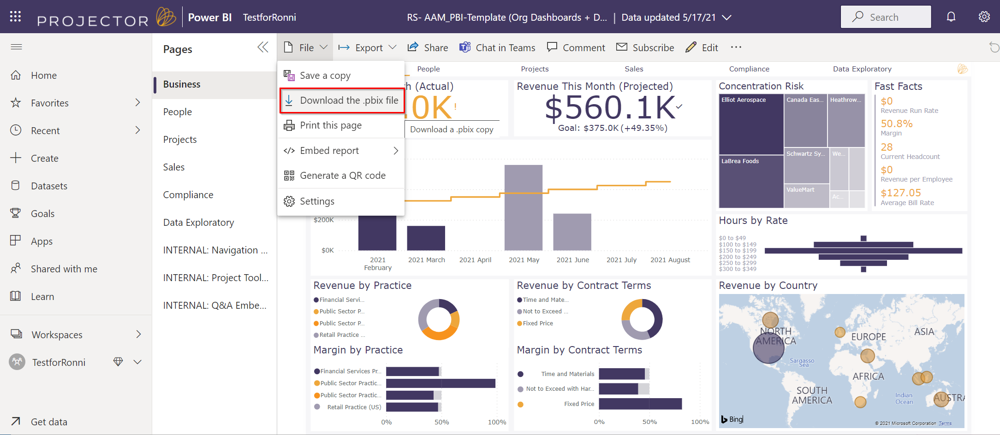 PROJECTOR
Power BI
TestforRonni
RS- AAM_PBI-Template (Org Dashboards + D... | Data updated 5/17/21
Search
Home
Favorites
Recent
Create
Datasets
Goals
Apps
Shared with me
Learn
Workspaces
TestforRonni
Get data
Pages
Business
People
Projects
Sales
Compliance
Data Exploratory
INTERNAL: Navigation ...
INTERNAL: Project Tool...
INTERNAL: Q&A Embe...
File
Export
Share
Chat in Teams
Comment
Subscribe
Edit
...
Save a copy
Download the .pbix file
Print this page
Embed report
Generate a QR code
Settings
Download a .pbix copy
People
Projects
Sales
Compliance
Data Exploratory
h (Actual)
.0K!
Revenue This Month (Projected)
$560.1K
Goal: $375.0K (+49.35%)
Concentration Risk
Elliot Aerospace
Canada Eas...
Heathrow...
LaBrea Foods
Schwartz Sy...
We...
ValueMart
Ac...
Fast Facts
$0
Revenue Run Rate
50.8%
Margin
28
Current Headcount
$0
Revenue per Employee
$127.05
Average Bill Rate
$200K
$0K
2021
February
2021 March
2021 April
2021 May
2021 June
2021 July
2021 August
Hours by Rate
$0 to $49
$100 to $149
$150 to $199
$200 to $249
$250 to $299
$300 to $349
Revenue by Practice
Financial Servi...
Public Sector P...
Public Sector P...
Retail Practice ...
Revenue by Contract Terms
Time and Mate...
Not to Exceed ...
Fixed Price
Revenue by Country
NORTH
AMERICA
EUROPE
ASIA
Sargasso
Sea
AFRICA
SOUTH
AMERICA
Indian
Ocean
AUSTRA
Bing
© 2021 Microsoft Corporation Terms
Margin by Practice
Financial Services Pr...
Public Sector Practic...
Public Sector Practic...
Retail Practice (US)
0%
50%
100%
Margin by Contract Terms
Time and Materials
Not to Exceed with Har...
Fixed Price
0%
50%
100%